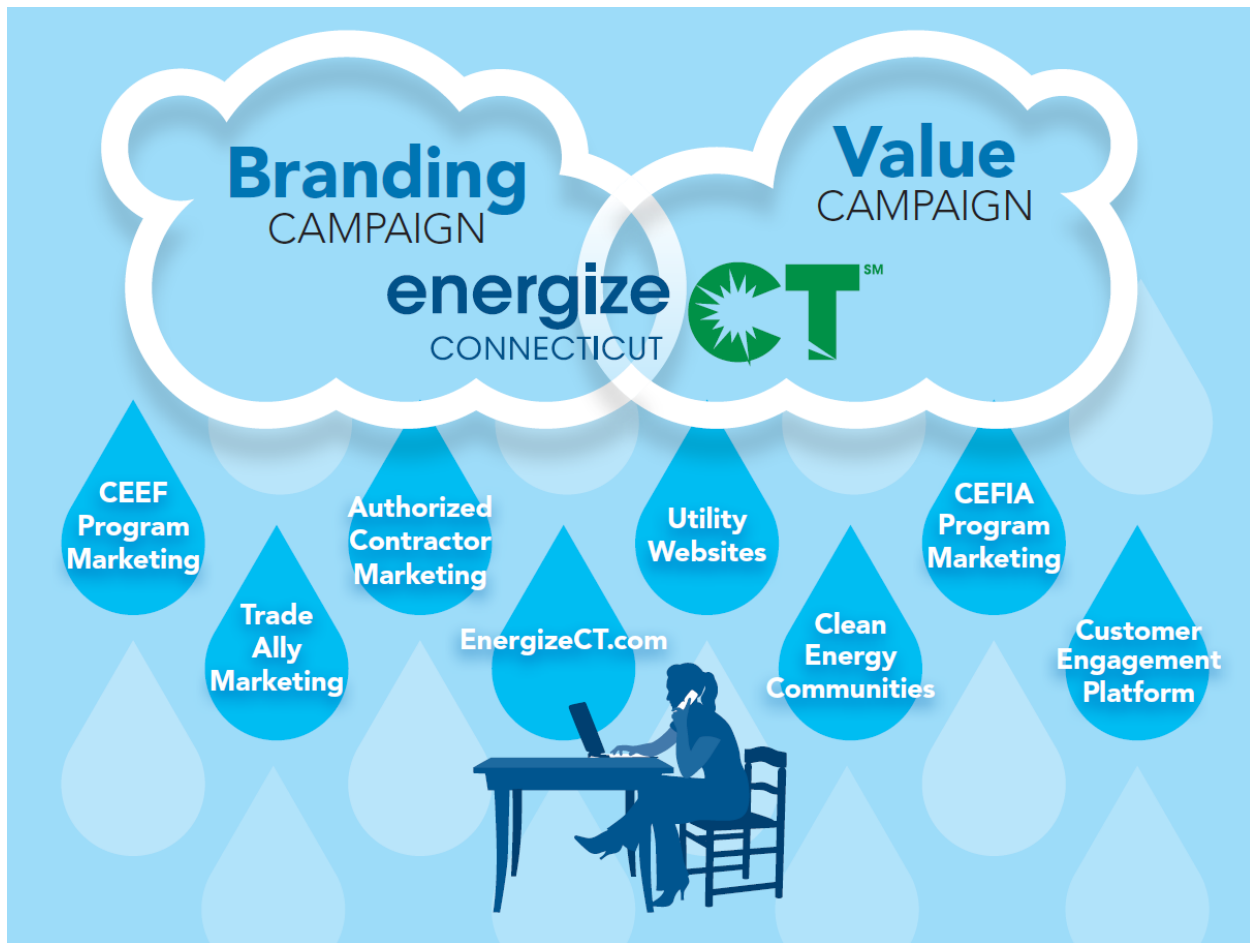 Branding
CAMPAIGN
Value
CAMPAIGN
energize
CONNECTICUT
CT SM
CEEF
Program
Marketing
Trade
Ally
Marketing
Authorized
Contractor
Marketing
EnergizeCT.com
Utility
Websites
Clean
Energy
Communities
CEFIA
Program
Marketing
Customer
Engagement
Platform